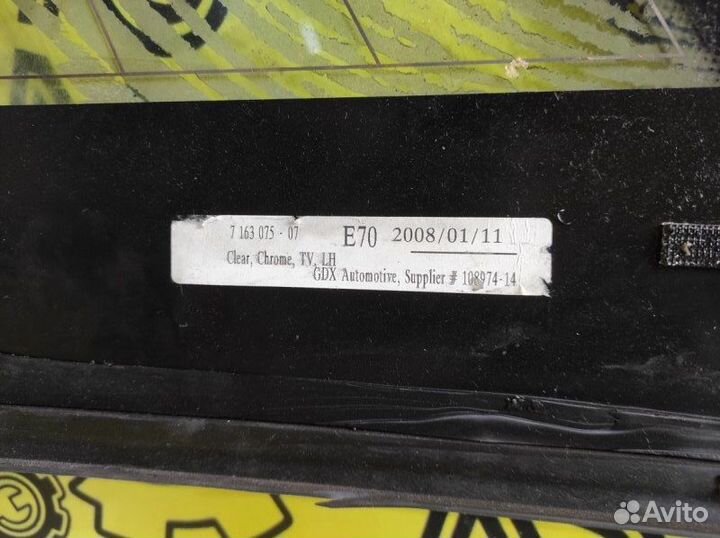 7 163 075 - 07 E70 2008/01/11
Clear, Chrome, TV, LH
GDX Automotive, Supplier # 108974-14
Avito